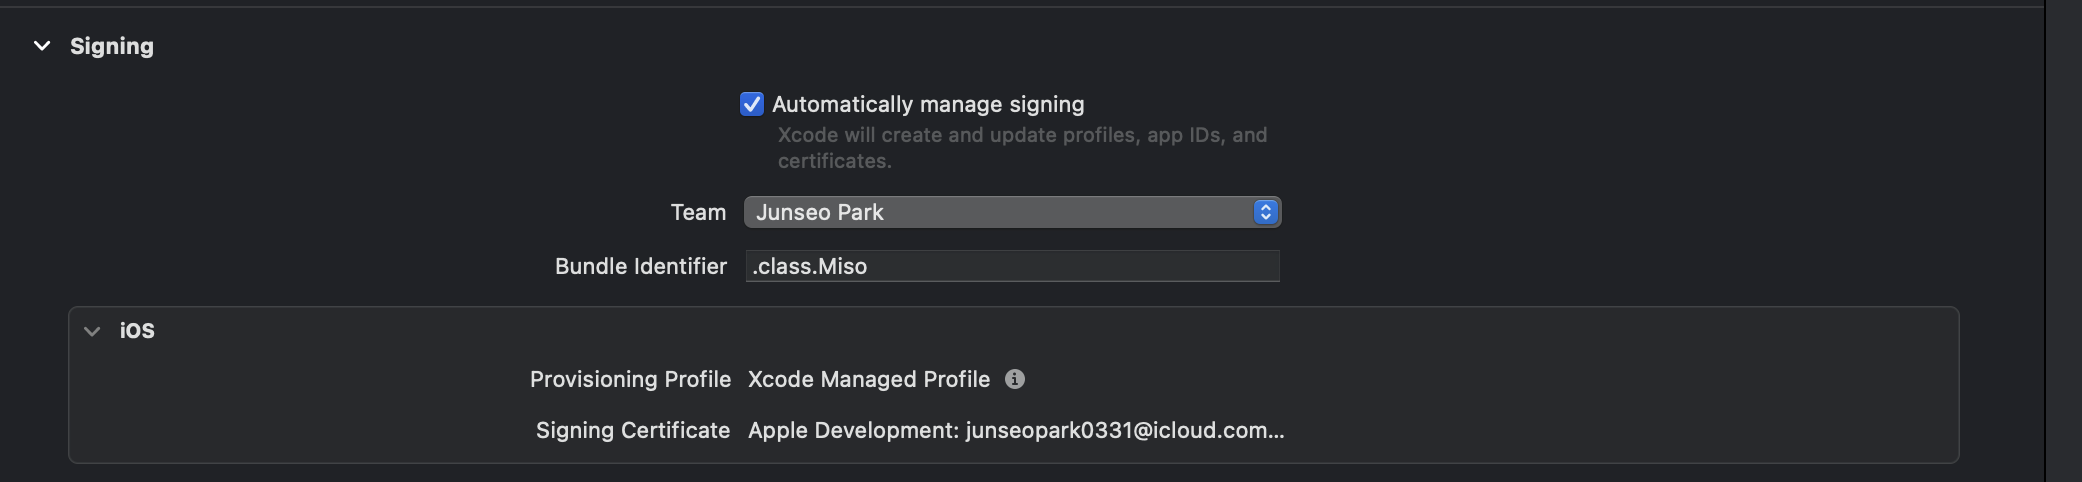 Signing
Automatically manage signing
Xcode will create and update profiles, app IDs, and
certificates.
Team Junseo Park
Bundle Identifier .class.Miso
iOS
Provisioning Profile Xcode Managed Profile
Signing Certificate Apple Development: junseopark0331@icloud.com...